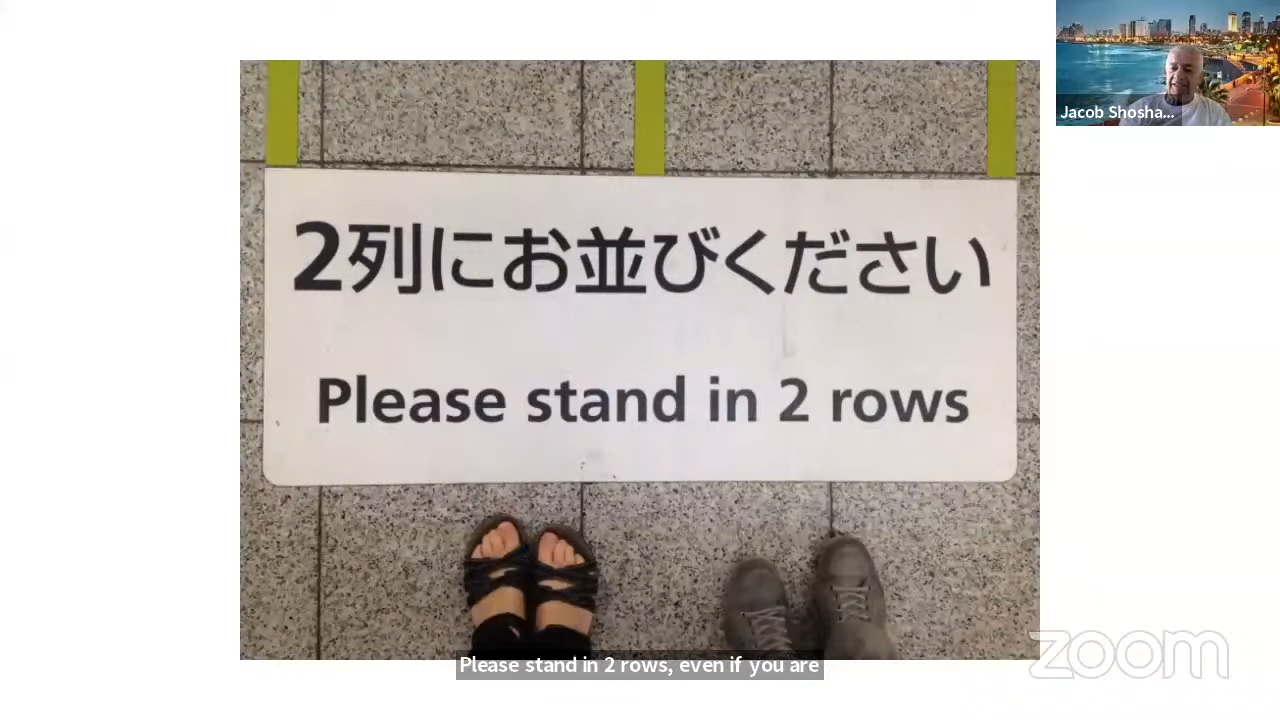 Jacob Shosha...
2列にお並びください
Please stand in 2 rows
Please stand in 2 rows, even if you are
zoom